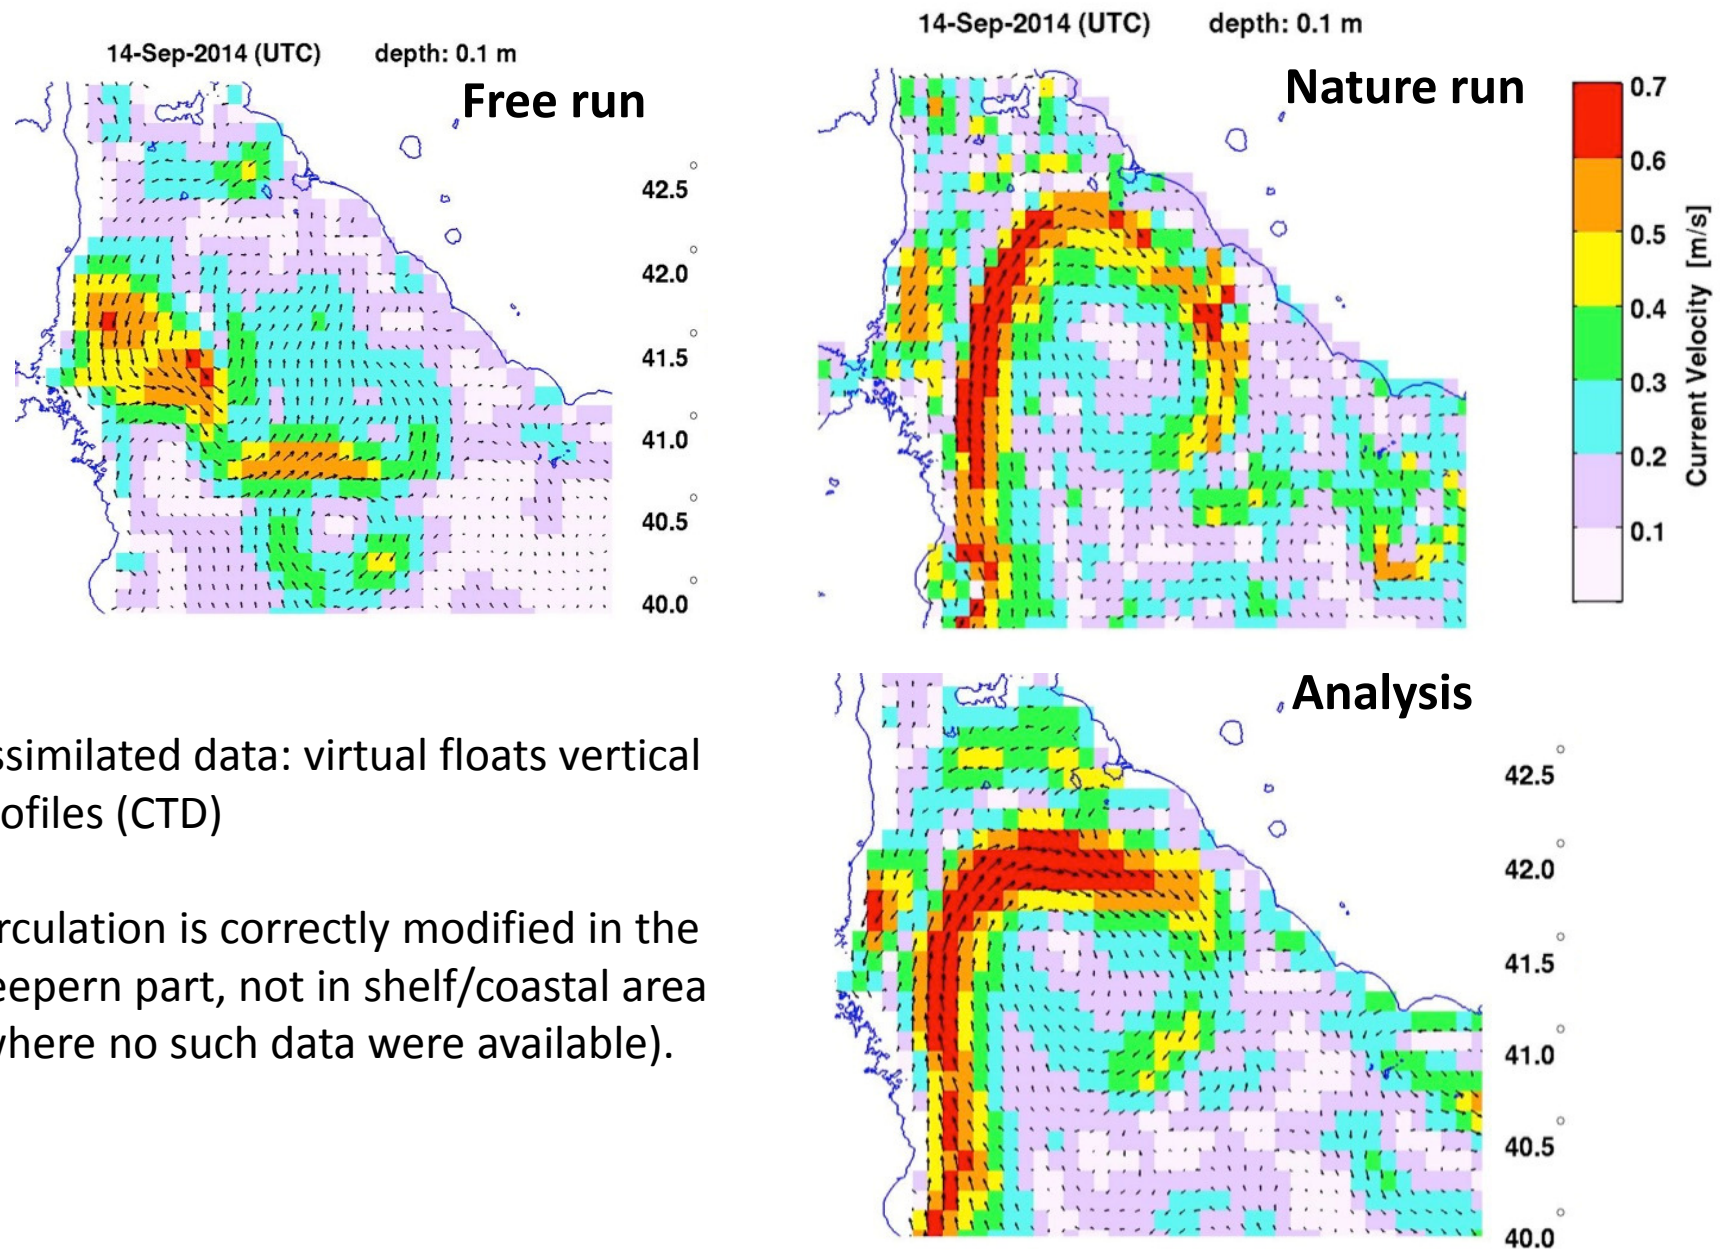 14-Sep-2014 (UTC) depth: 0.1 m
Free run
42.5°
42.0°
41.5°
41.0°
40.5°
40.0°
14-Sep-2014 (UTC) depth: 0.1 m
Nature run
0.7
0.6
0.5
0.4
0.3
0.2
0.1
Current Velocity [m/s]
ssimilated data: virtual floats vertical
ofiles (CTD)
rculation is correctly modified in the
eepern part, not in shelf/coastal area
where no such data were available).
Analysis
42.5°
42.0°
41.5°
41.0°
40.5°
40.0°